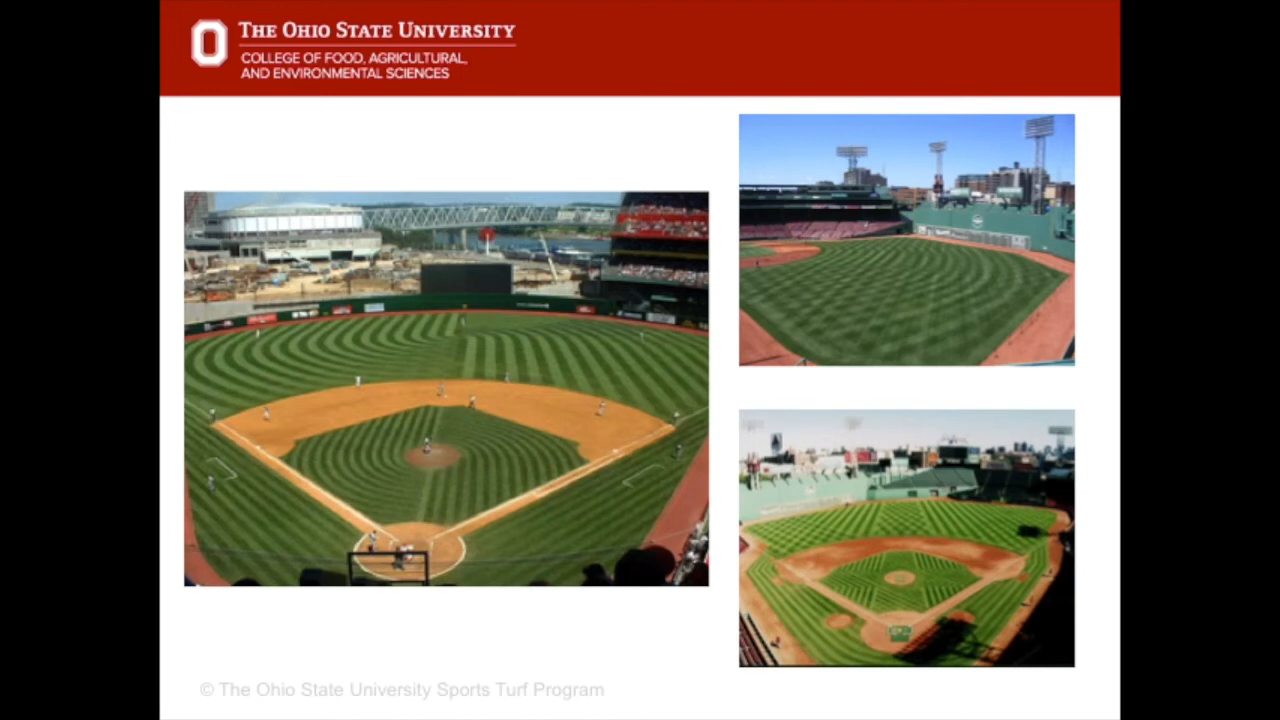 THE OHIO STATE UNIVERSITY
COLLEGE OF FOOD, AGRICULTURAL,
AND ENVIRONMENTAL SCIENCES
© The Ohio State University Sports Turf Program